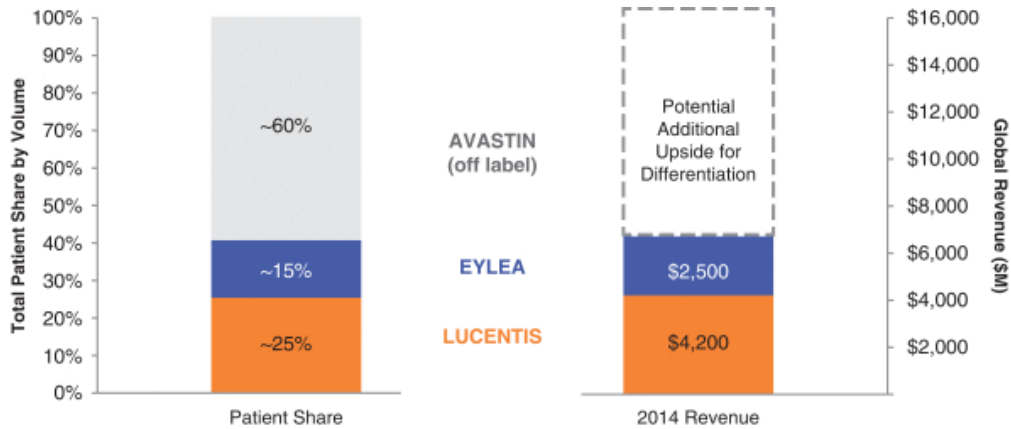 Total Patient Share by Volume
100%
90%
80%
70%
60%
50%
40%
30%
20%
10%
0%
~60%
~15%
~25%
Patient Share
AVASTIN
(off label)
EYLEA
LUCENTIS
Potential
Additional
Upside for
Differentiation
$2,500
$4,200
2014 Revenue
$16,000
$14,000
$12,000
$10,000
$8,000
$6,000
$4,000
$2,000
Global Revenue ($M)